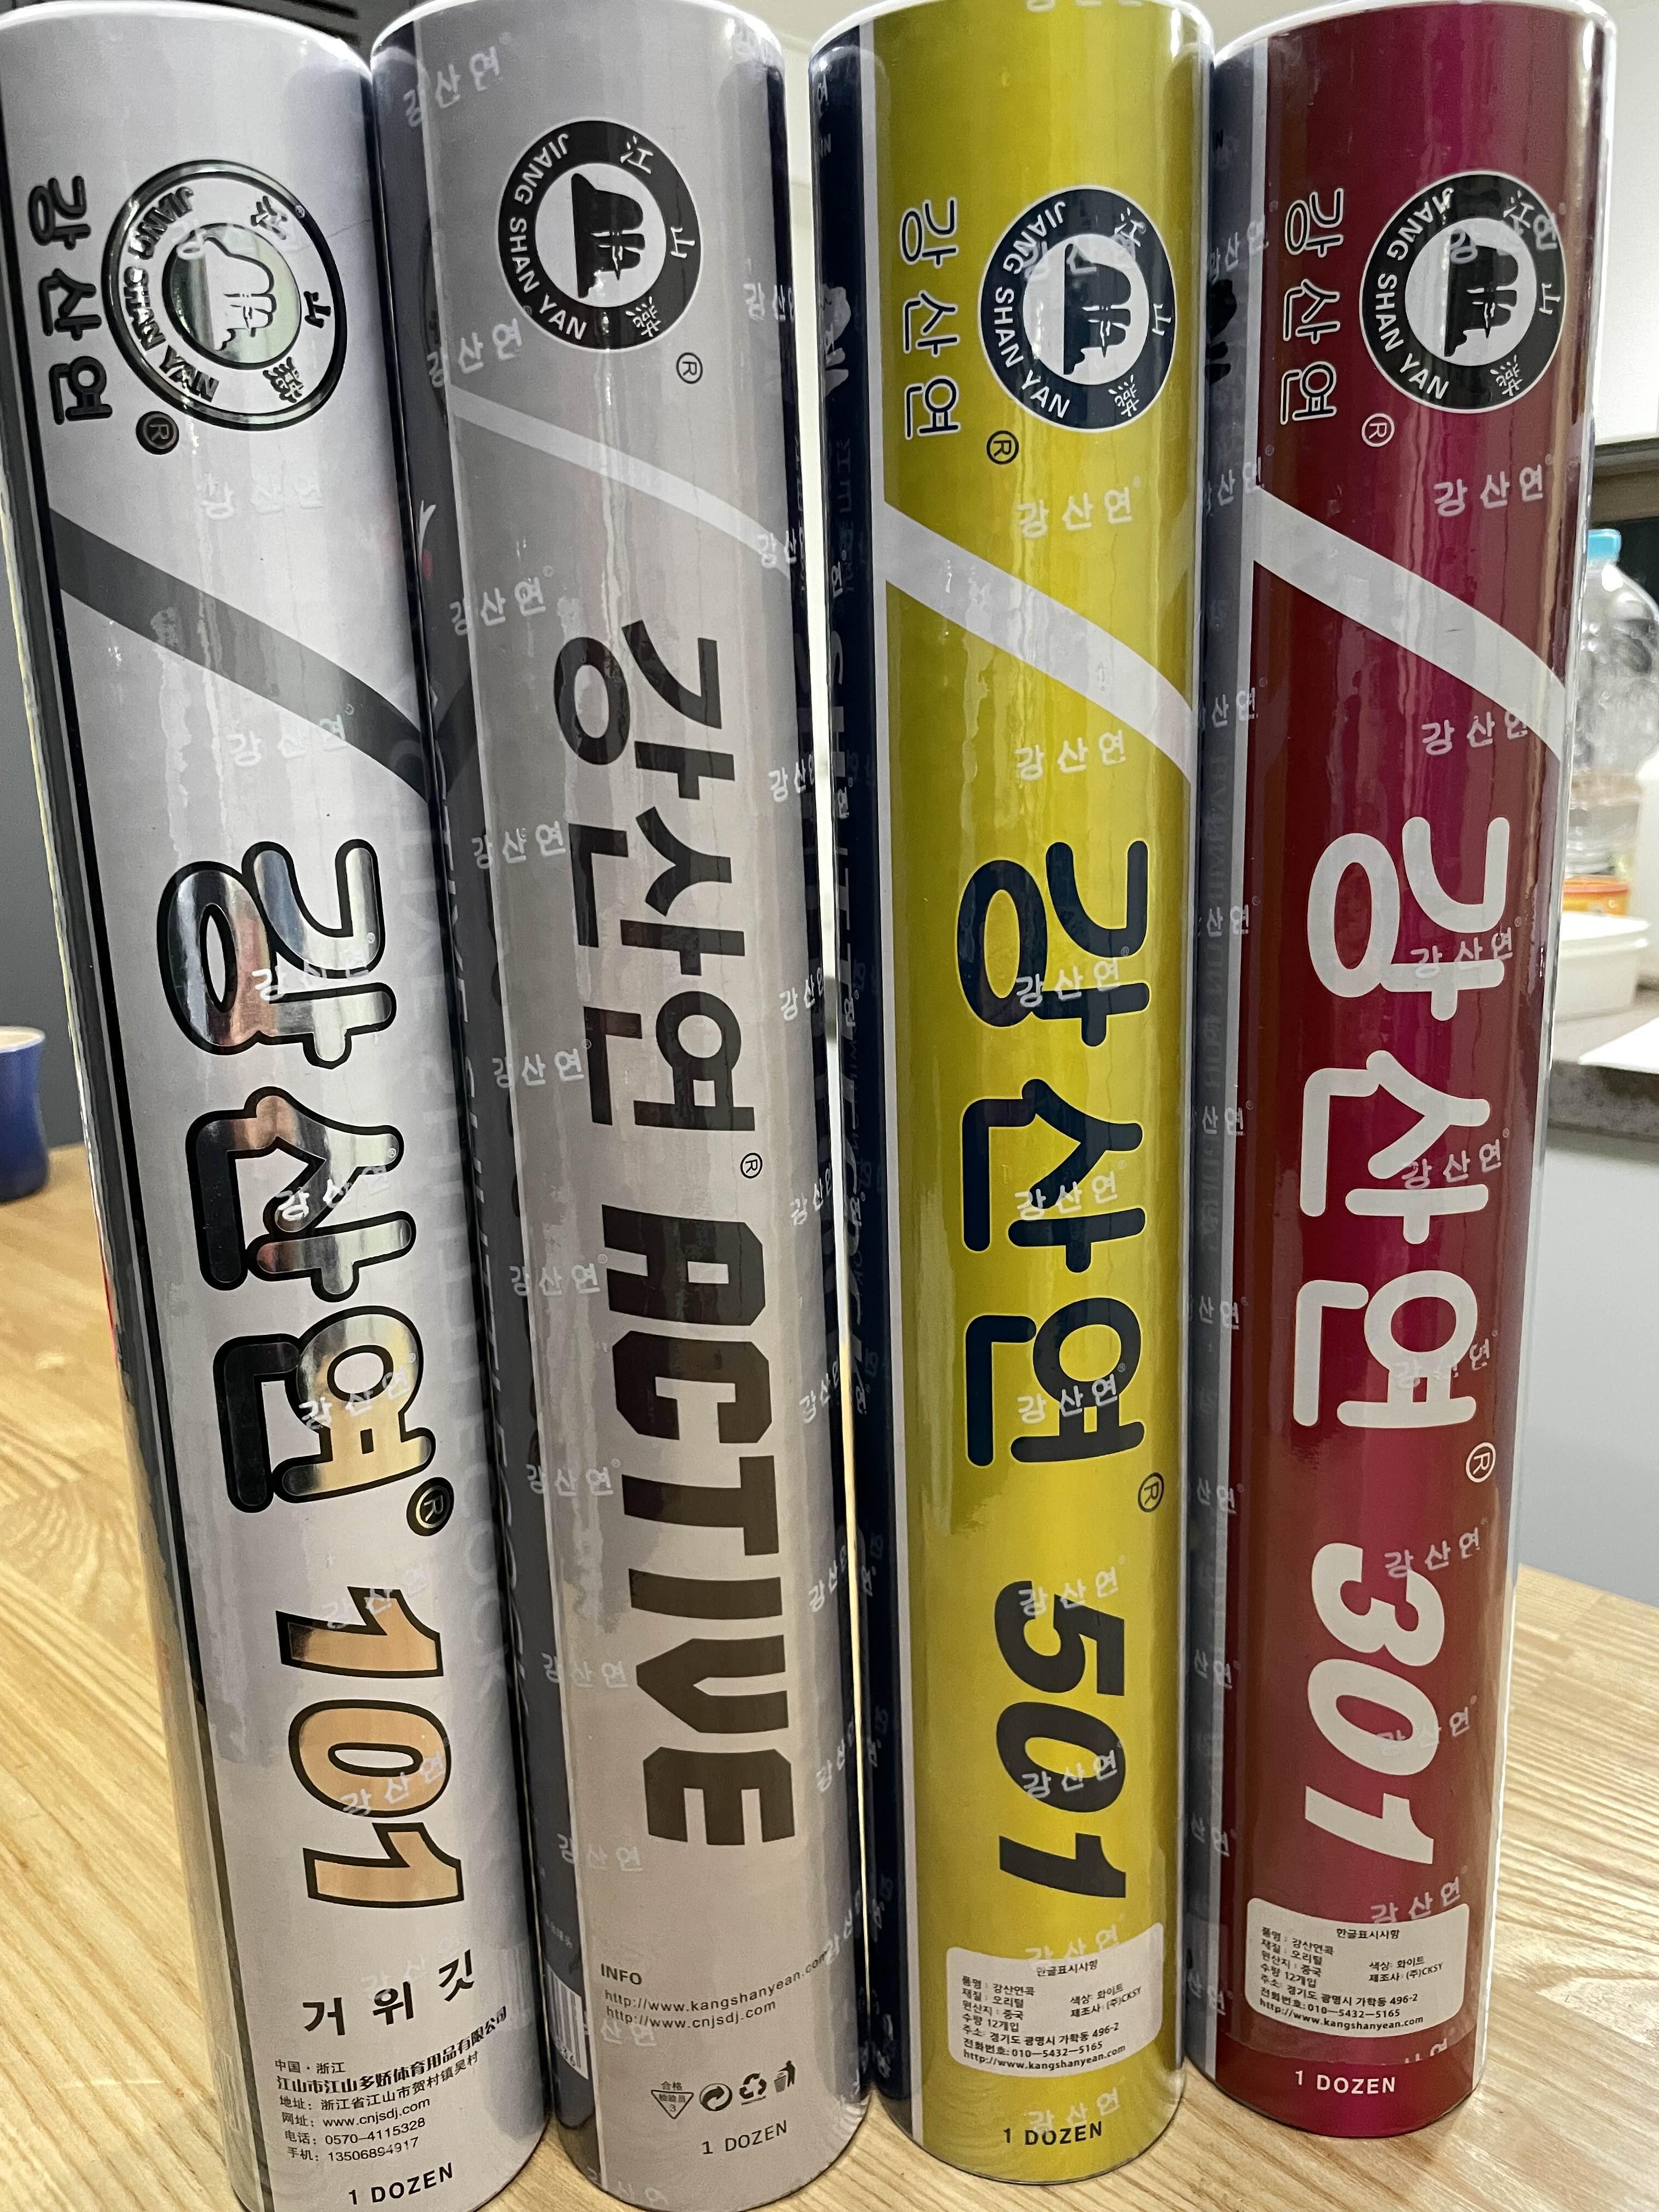 강산연
JIANG SHAN YAN
江山燕
®
강산연®
101
거위깃
中国·浙江
江山市江山多娇体育用品有限公司
地址：浙江省江山市贺村镇吴村
网址：www.cnjsdj.com
电话：0570-4115328
手机：13506894917
1 DOZEN
JIANG SHAN YAN
江山燕
®
강산연® ACTIVE
INFO
http://www.kangshanyean.com
http://www.cnjsdj.com
合格
检验员
3
1 DOZEN
강산연
JIANG SHAN YAN
江山燕
®
강산연® 501
한글표시사항
품명 : 강산연콕
재질 : 오리털 색상: 화이트
원산지 : 중국 제조사: (주)CKSY
수량 12개입
주소: 경기도 광명시 가학동 496-2
전화번호: 010-5432-5165
http://www.kangshanyean.com
1 DOZEN
강산연
JIANG SHAN YAN
江山燕
®
강산연® 301
한글표시사항
품명 : 강산연콕
재질 : 오리털 색상: 화이트
원산지 : 중국 제조사: (주)CKSY
수량 12개입
주소: 경기도 광명시 가학동 496-2
전화번호: 010-5432-5165
http://www.kangshanyean.com
1 DOZEN